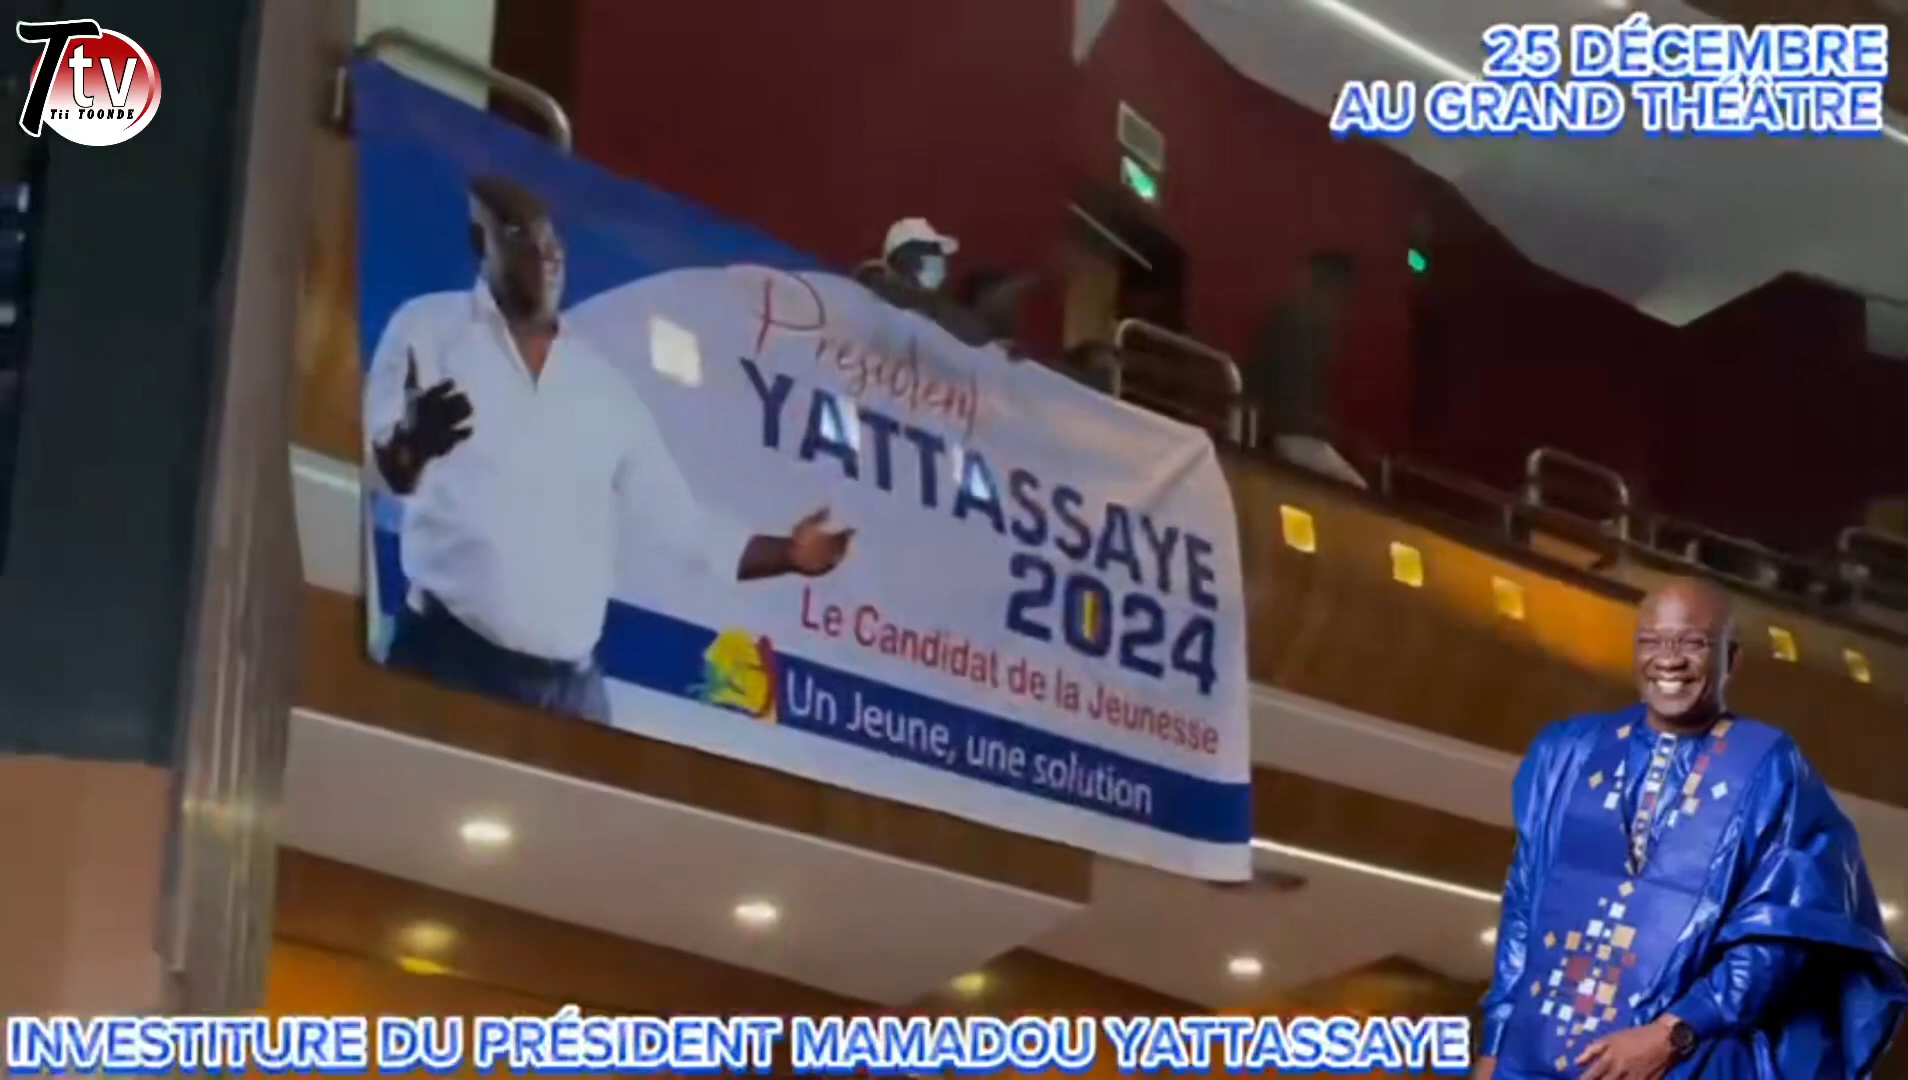 Ttv
Tii TOONDE
25 DÉCEMBRE
AU GRAND THÉÂTRE
Président
YATTASSAYE
2024
Le Candidat de la Jeunesse
Un Jeune, une solution
INVESTITURE DU PRÉSIDENT MAMADOU YATTASSAYE